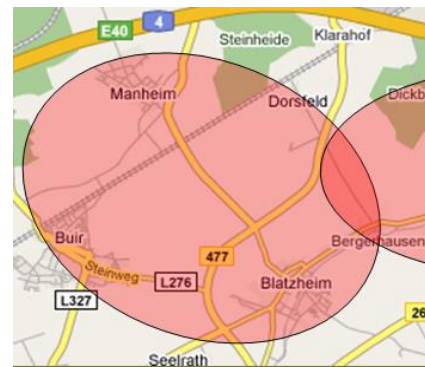 E40
4
Steinheide
Klarahof
Manheim
Dorsfeld
Dickb
Buir
Bergerhausen
Steinweg
477
L276
Blatzheim
L327
26
Seelrath